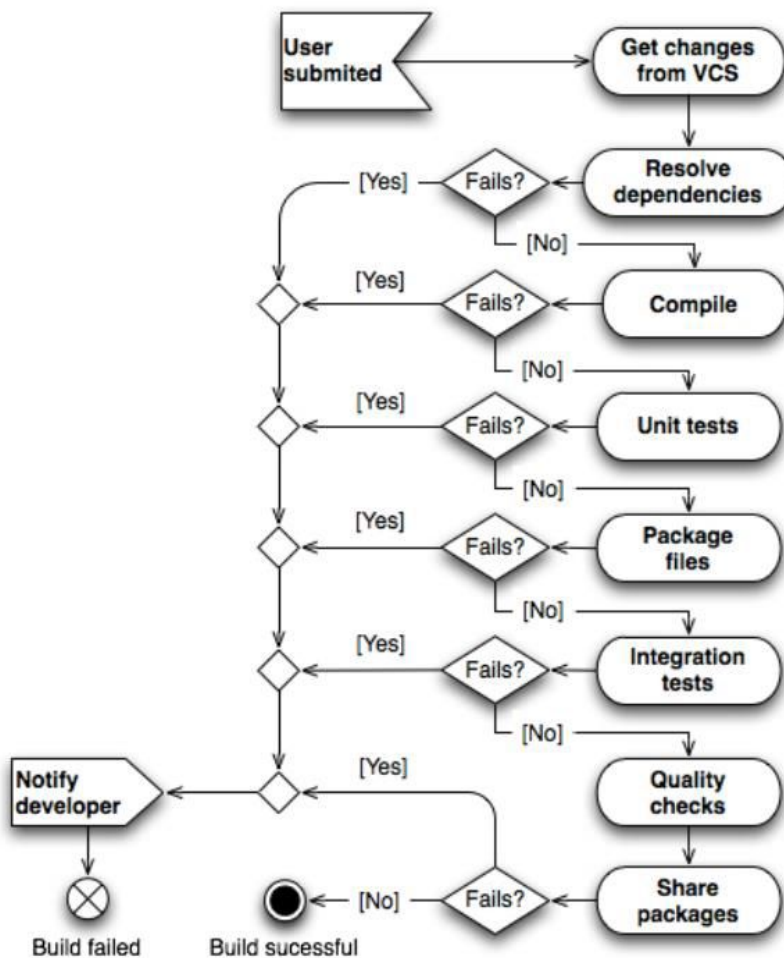 User
submited
Get changes
from VCS
[Yes]
Fails?
Resolve
dependencies
[No]
[Yes]
Fails?
Compile
[No]
[Yes]
Fails?
Unit tests
[No]
[Yes]
Fails?
Package
files
[No]
[Yes]
Fails?
Integration
tests
[No]
[Yes]
Notify
developer
Quality
checks
[No]
Fails?
Share
packages
Build failed
Build sucessful